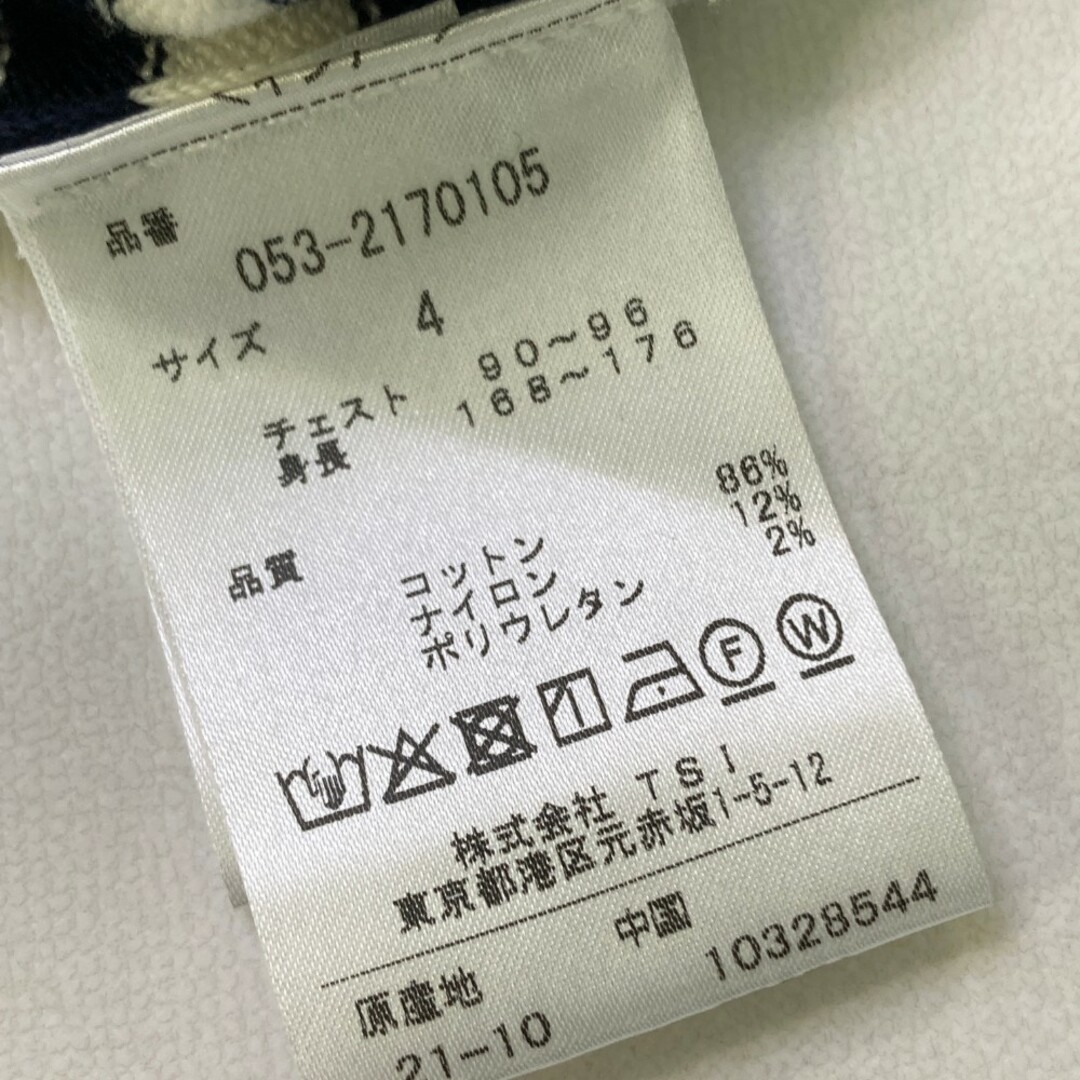 品番
053-2170105
サイズ 4
チェスト 90～96
身長 168～176
品質
コットン 86%
ナイロン 12%
ポリウレタン 2%
F W
株式会社 TSI
東京都港区元赤坂1-5-12
原産地 中国
21-10 10328544